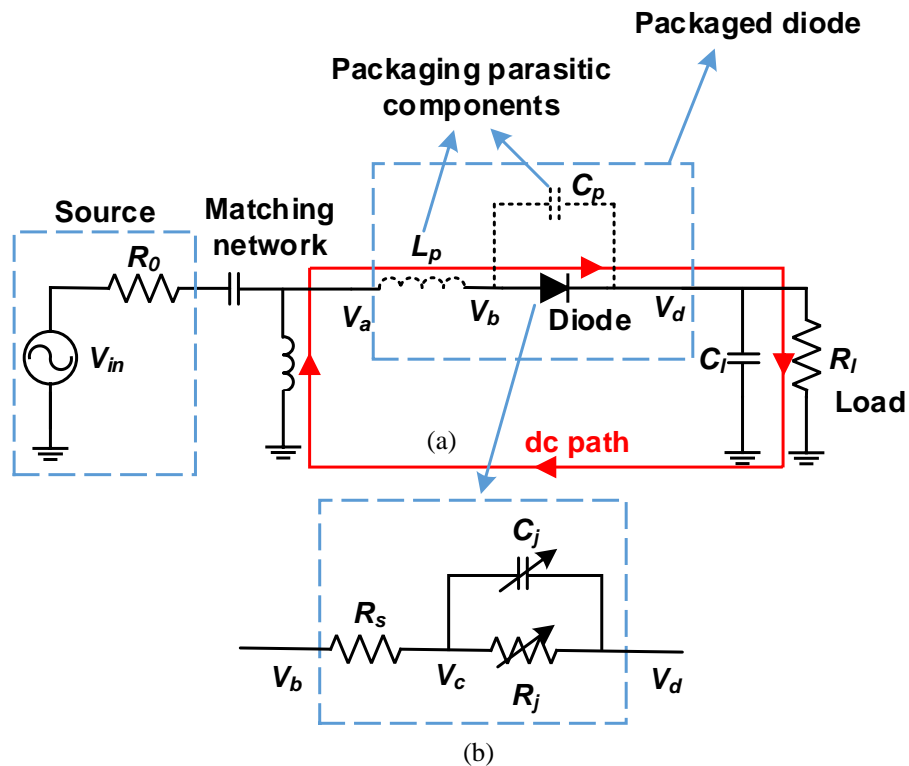 Packaged diode
Packaging parasitic
components
Source
Matching
network
R0
Lp
Cp
Va
Vb
Diode
Vd
Vin
Cl
Rl
Load
(a)
dc path
Cj
Rs
Vb
Vc
Rj
Vd
(b)